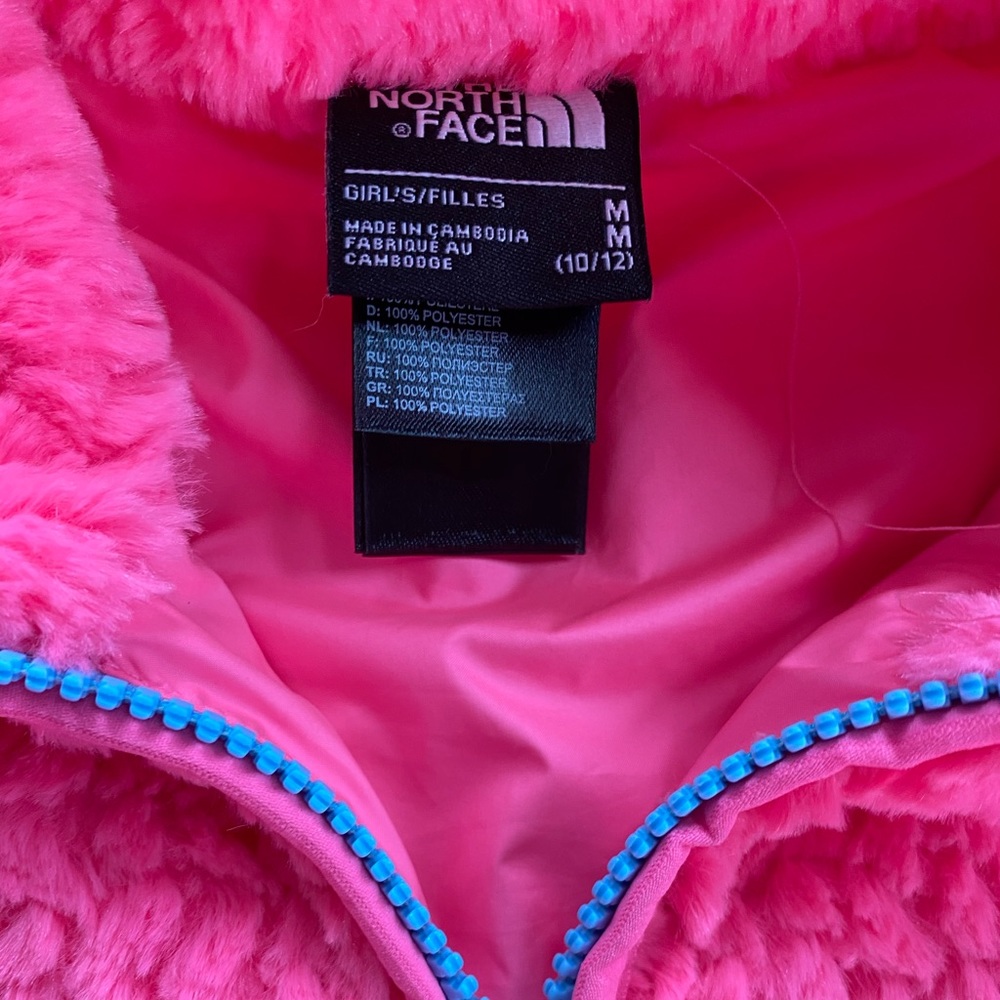 NORTH
® FACE
GIRL'S/FILLES
M
M
MADE IN CAMBODIA
FABRIQUÉ AU
CAMBODGE
(10/12)
D: 100% POLYESTER
NL: 100% POLYESTER
F: 100% POLYESTER
RU: 100% ПОЛИЭСТЕР
TR: 100% POLYESTER
GR: 100% ΠΟΛΥΕΣΤΕΡΑΣ
PL: 100% POLYESTER